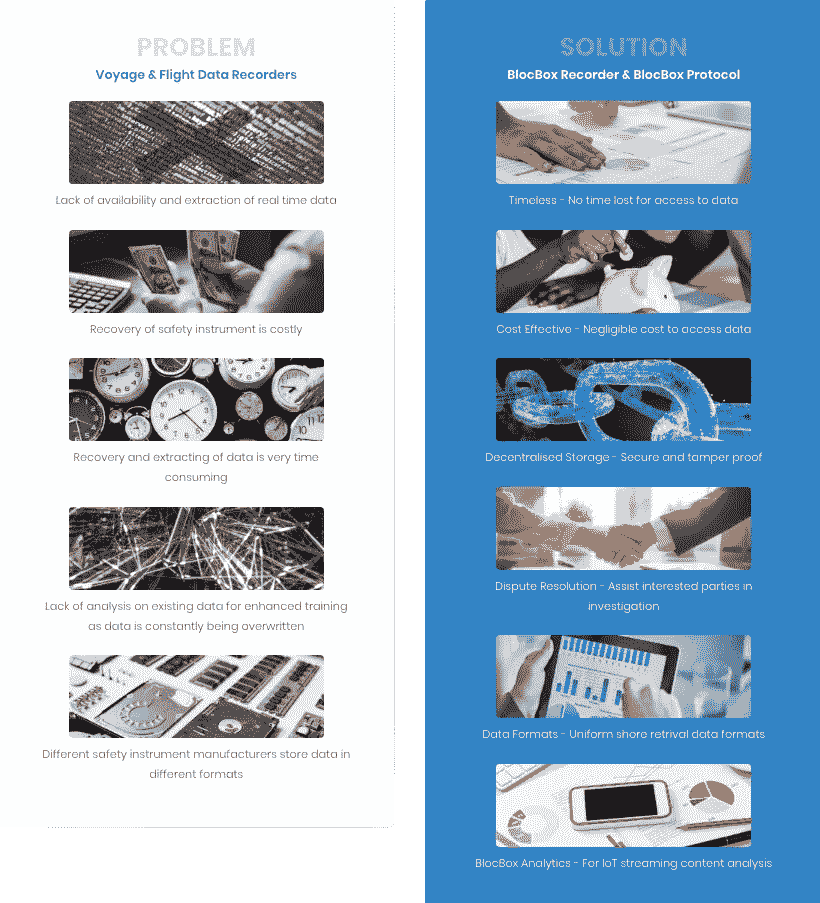 PROBLEM
Voyage & Flight Data Recorders
Lack of availability and extraction of real time data
Recovery of safety instrument is costly
Recovery and extracting of data is very time
consuming
Lack of analysis on existing data for enhanced training
as data is constantly being overwritten
Different safety instrument manufacturers store data in
different formats
SOLUTION
BlocBox Recorder & BlocBox Protocol
Timeless - No time lost for access to data
Cost Effective - Negligible cost to access data
Decentralised Storage - Secure and tamper proof
Dispute Resolution - Assist interested parties in
investigation
Data Formats - Uniform shore retrival data formats
BlocBox Analytics - For IoT streaming content analysis